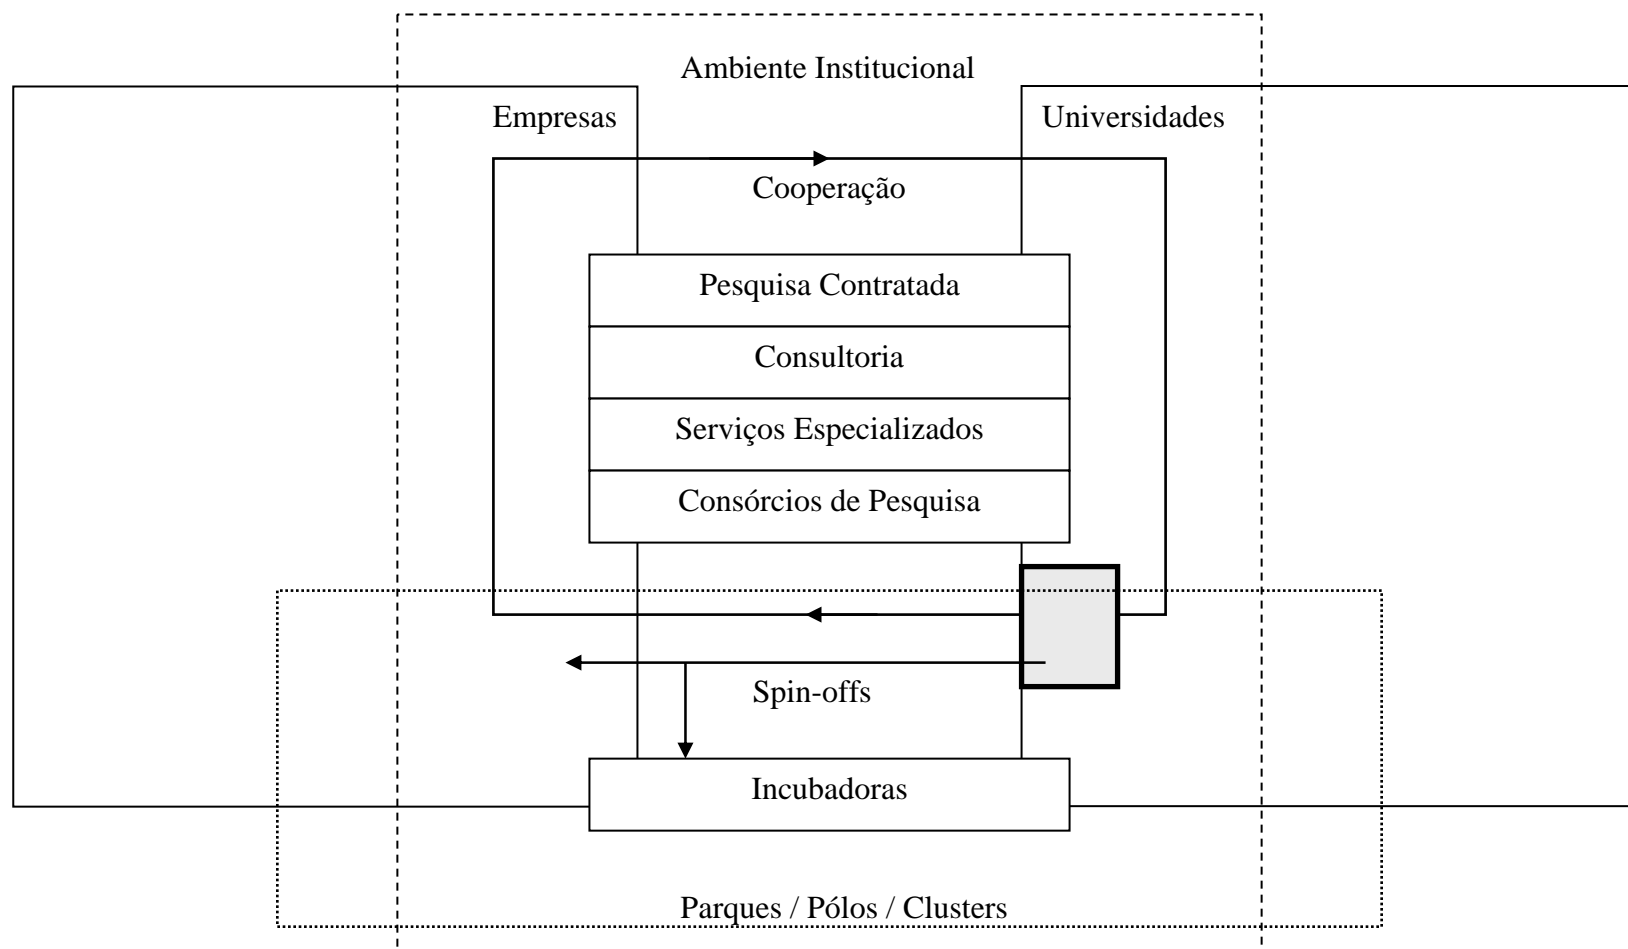 Ambiente Institucional
Empresas
Universidades
Cooperação
Pesquisa Contratada
Consultoria
Serviços Especializados
Consórcios de Pesquisa
Spin-offs
Incubadoras
Parques / Pólos / Clusters